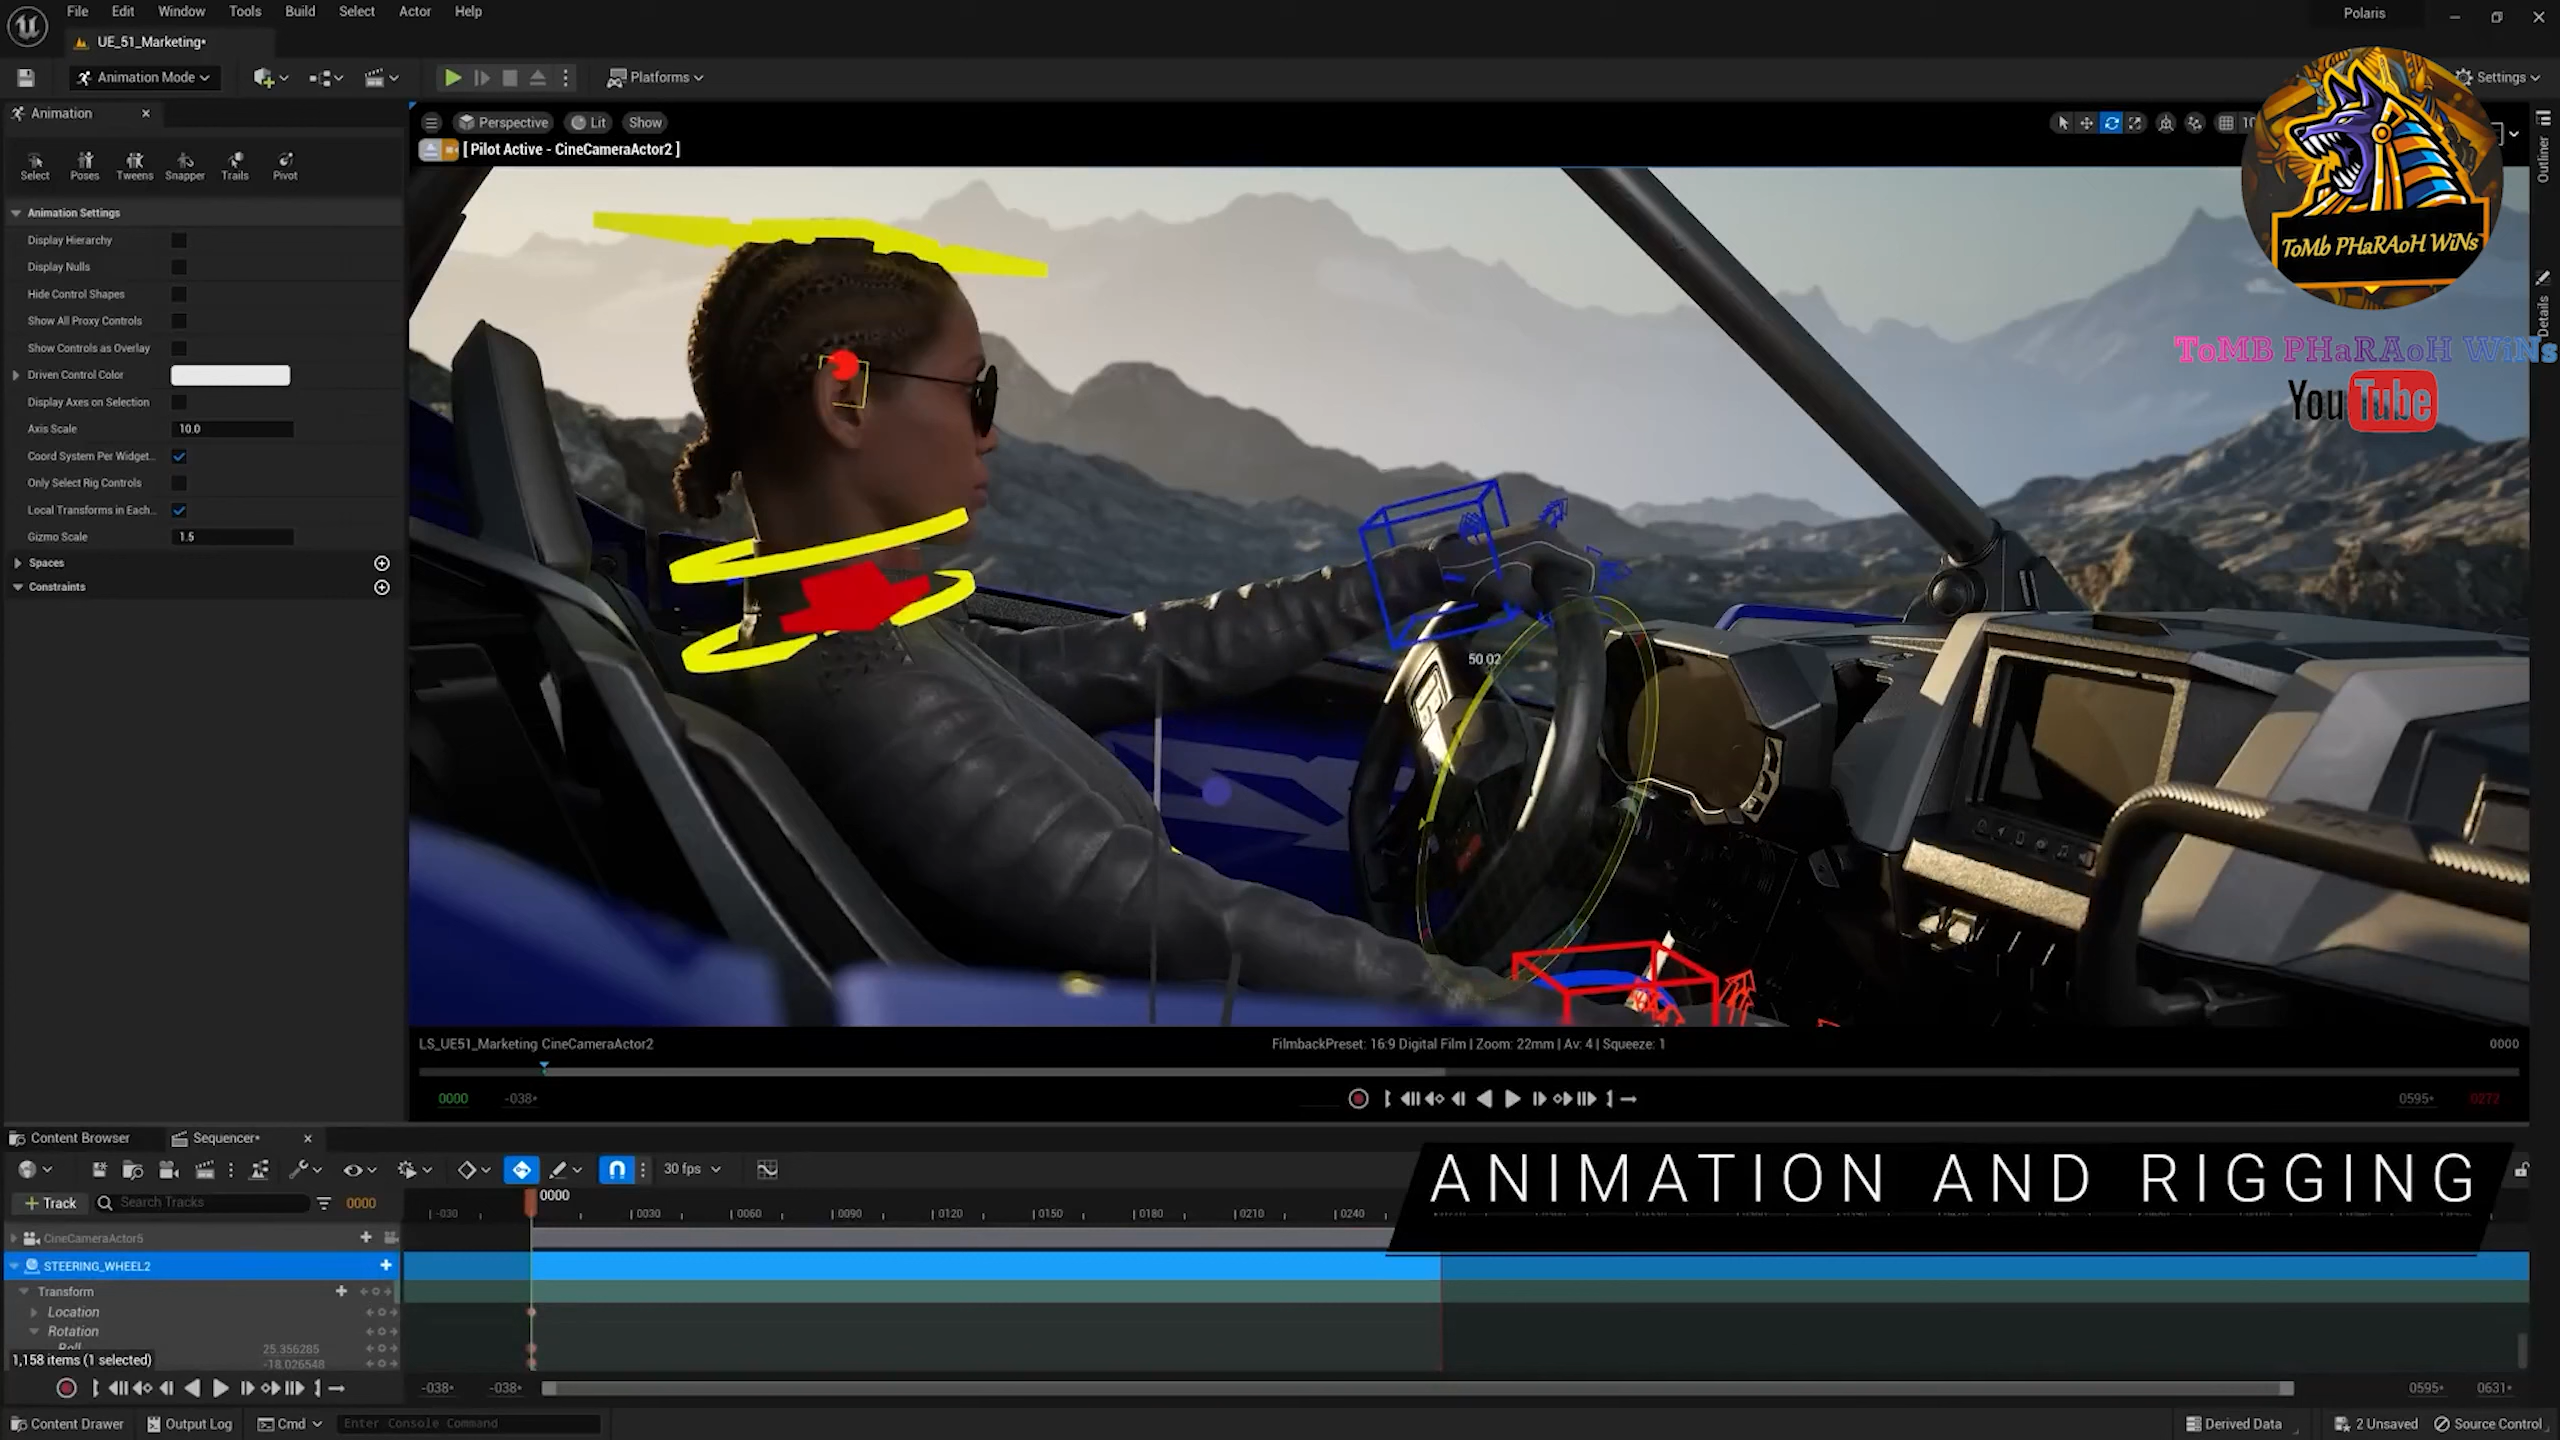 File Edit Window Tools Build Select Actor Help
Polaris
UE_51_Marketing•
Animation Mode
Platforms
Settings
Animation
Perspective Lit Show
10
[ Pilot Active - CineCameraActor2 ]
Select Poses Tweens Snapper Trails Pivot
Outliner
Details
Animation Settings
Display Hierarchy
Display Nulls
Hide Control Shapes
Show All Proxy Controls
Show Controls as Overlay
Driven Control Color
Display Axes on Selection
Axis Scale 10.0
Coord System Per Widget...
Only Select Rig Controls
Local Transforms in Each...
Gizmo Scale 1.5
Spaces
Constraints
ToMb PHaRAoH WiNs
ToMB PHaRAoH WiNs
YouTube
50.02
LS_UE51_Marketing CineCameraActor2
FilmbackPreset: 16:9 Digital Film | Zoom: 22mm | Av: 4 | Squeeze: 1
0000
0000 -038•
0595• 0272
Content Browser Sequencer•
30 fps
ANIMATION AND RIGGING
Track Search Tracks 0000
0000
-030 0030 0060 0090 0120 0150 0180 0210 0240
CineCameraActor5
STEERING_WHEEL2
Transform
Location
Rotation
Roll 25.356285
-18.026548
1,158 items (1 selected)
-038• -038• 0595• 0631•
Content Drawer Output Log Cmd Enter Console Command
Derived Data 2 Unsaved Source Control